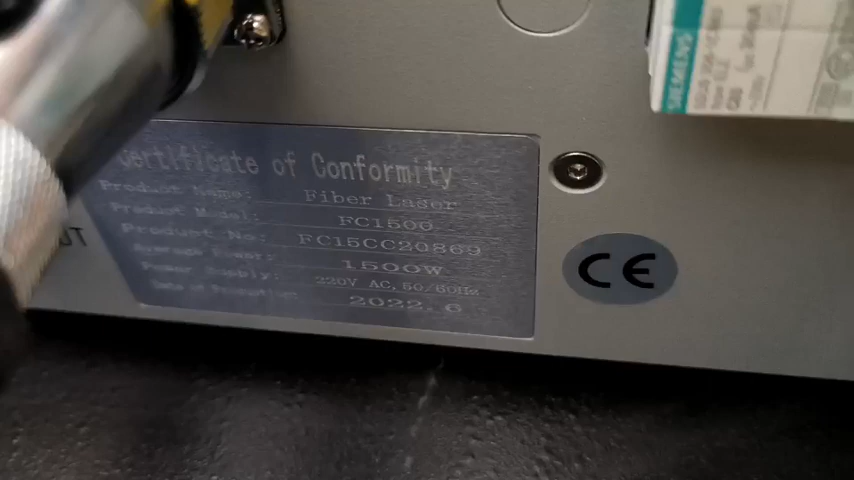 SIEMENS
Certificate of Conformity
Product Name: Fiber Laser
Product Model: FC1500
Product No: FC15CC20869
Average Power: 1500W
Power Supply: 220V AC, 50/60Hz
Date of Production 2022.6
CE